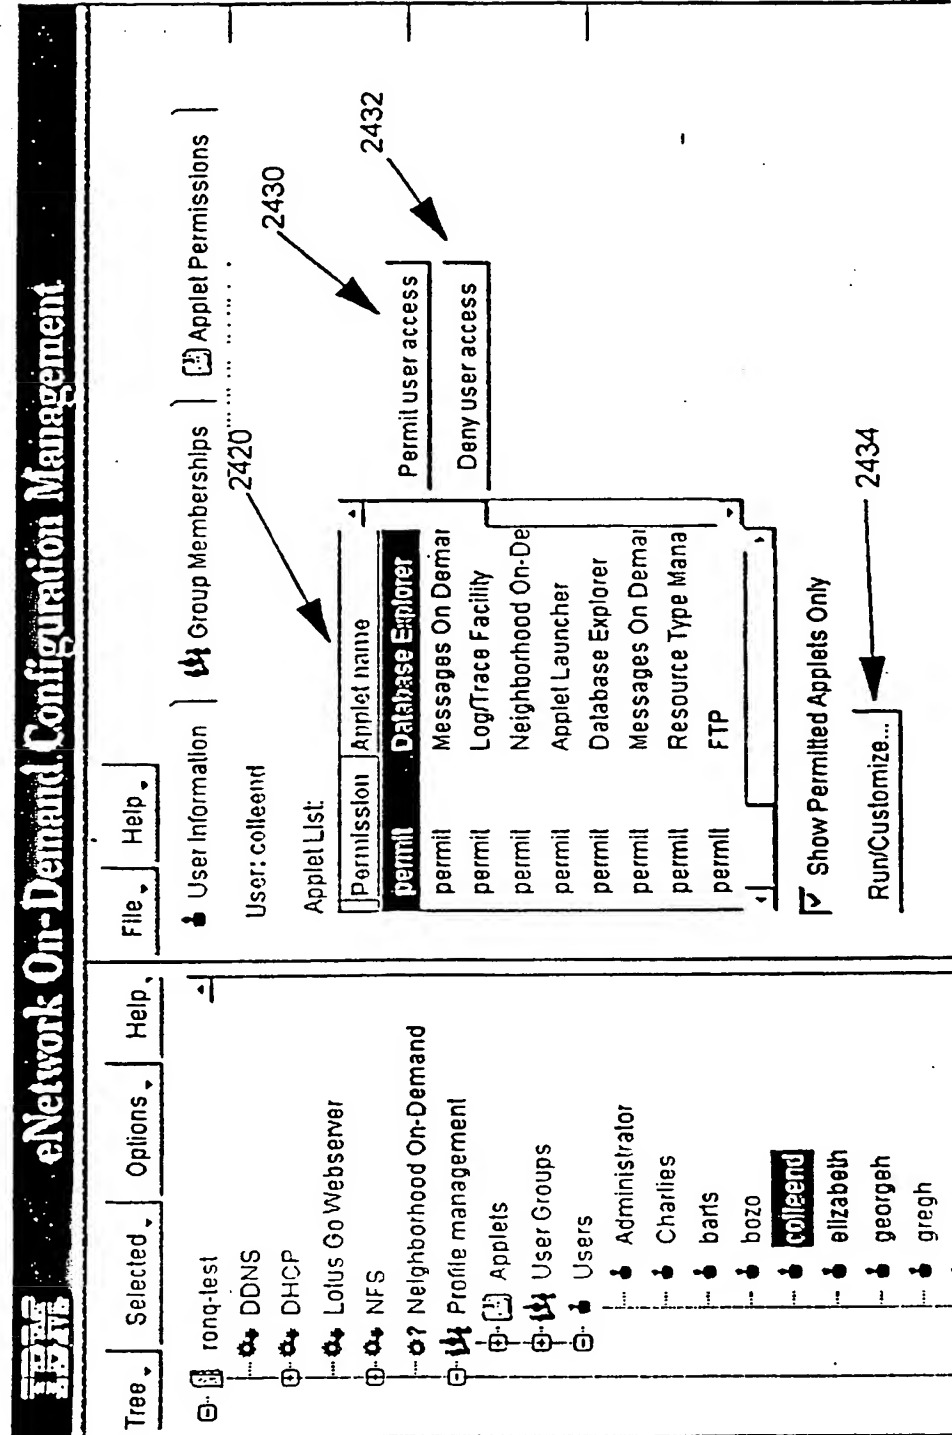 IBM eNetwork On-Demand Configuration Management
Tree Selected Options Help
ronq-test
DDNS
DHCP
Lotus Go Webserver
NFS
Neighborhood On-Demand
Profile management
Applets
User Groups
Users
Administrator
Charlies
barts
bozo
colleend
elizabeth
georgeh
gregh
File Help
User Information Group Memberships Applet Permissions
User: colleend
Applet List:
2420
Permission Applet name
permit Database Explorer
permit Messages On Demar
permit Log/Trace Facility
permit Neighborhood On-De
permit Applet Launcher
permit Database Explorer
permit Messages On Demar
permit Resource Type Mana
permit FTP
Permit user access
2430
Deny user access
2432
Show Permitted Applets Only
Run/Customize...
2434